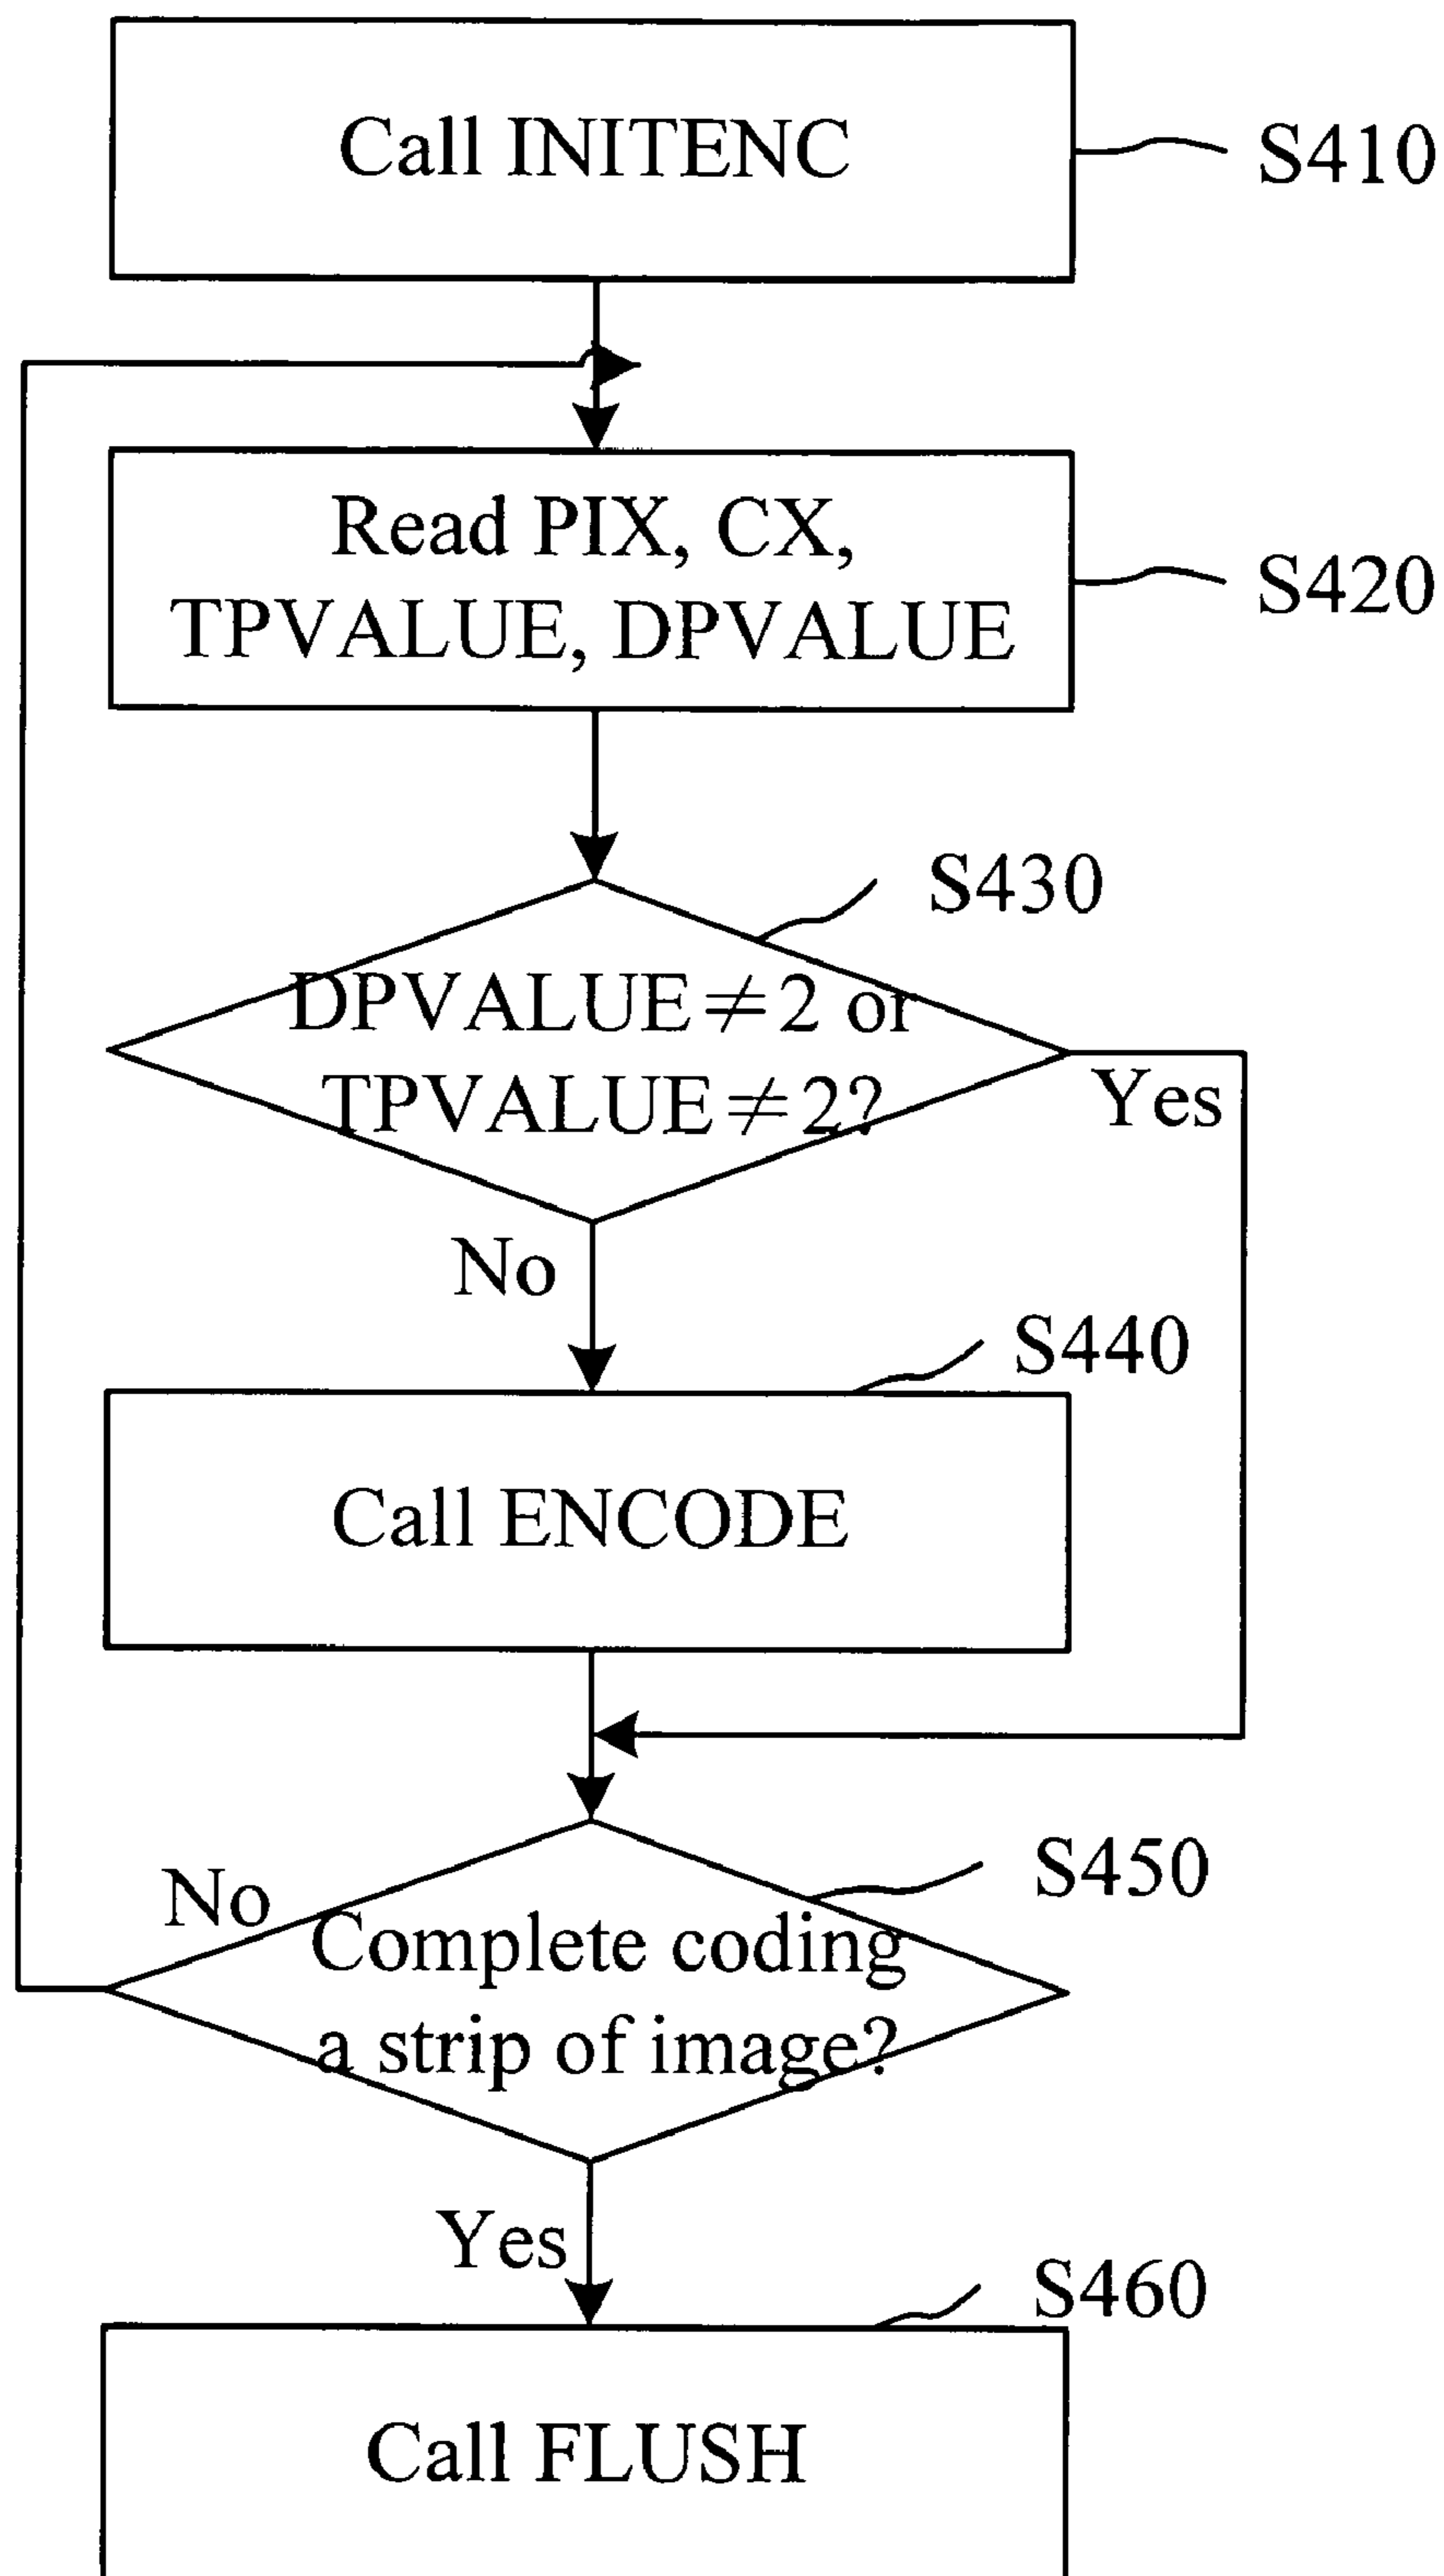 Call INITENC
S410
Read PIX, CX,
TPVALUE, DPVALUE
S420
S430
DPVALUE≠2 or
TPVALUE≠2?
Yes
No
S440
Call ENCODE
S450
No
Complete coding
a strip of image?
Yes
S460
Call FLUSH